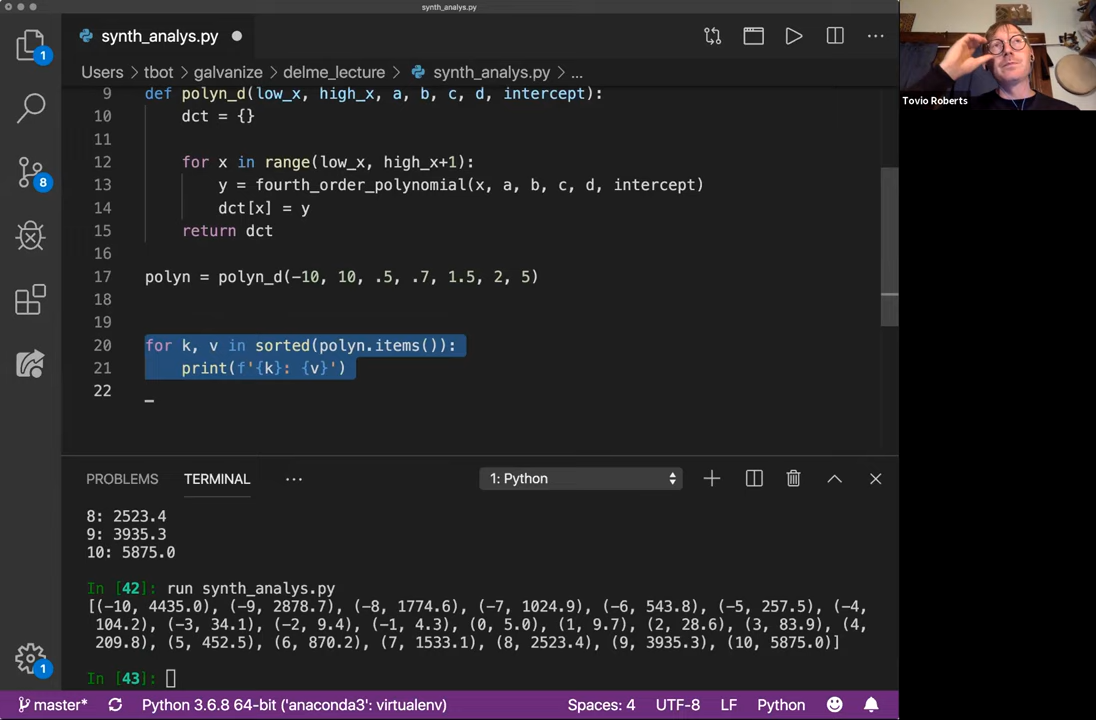 synth_analys.py
synth_analys.py
Users > tbot > galvanize > delme_lecture > synth_analys.py > ...
9 def polyn_d(low_x, high_x, a, b, c, d, intercept):
10 dct = {}
11
12 for x in range(low_x, high_x+1):
13 y = fourth_order_polynomial(x, a, b, c, d, intercept)
14 dct[x] = y
15 return dct
16
17 polyn = polyn_d(-10, 10, .5, .7, 1.5, 2, 5)
18
19
20 for k, v in sorted(polyn.items()):
21 print(f'{k}: {v}')
22
1
8
1
PROBLEMS TERMINAL ... 1: Python
8: 2523.4
9: 3935.3
10: 5875.0
In [42]: run synth_analys.py
[(-10, 4435.0), (-9, 2878.7), (-8, 1774.6), (-7, 1024.9), (-6, 543.8), (-5, 257.5), (-4,
104.2), (-3, 34.1), (-2, 9.4), (-1, 4.3), (0, 5.0), (1, 9.7), (2, 28.6), (3, 83.9), (4,
209.8), (5, 452.5), (6, 870.2), (7, 1533.1), (8, 2523.4), (9, 3935.3), (10, 5875.0)]
In [43]:
master* Python 3.6.8 64-bit ('anaconda3': virtualenv) Spaces: 4 UTF-8 LF Python
Tovio Roberts